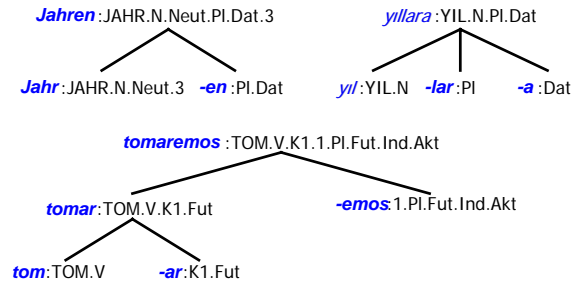 Jahren:JAHR.N.Neut.Pl.Dat.3 yıllara:YIL.N.Pl.Dat
Jahr:JAHR.N.Neut.3 -en:Pl.Dat yıl:YIL.N -lar:Pl -a:Dat
tomaremos:TOM.V.K1.1.Pl.Fut.Ind.Akt
tomar:TOM.V.K1.Fut -emos:1.Pl.Fut.Ind.Akt
tom:TOM.V -ar:K1.Fut